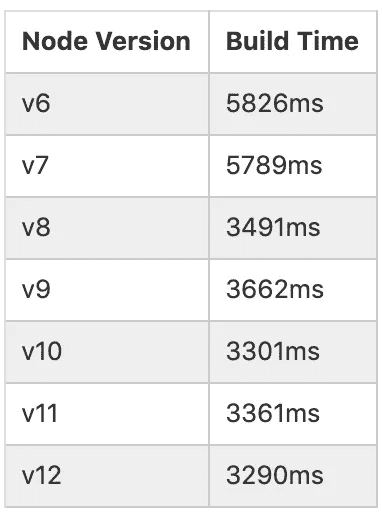 Node Version Build Time
v6 5826ms
v7 5789ms
v8 3491ms
v9 3662ms
v10 3301ms
v11 3361ms
v12 3290ms